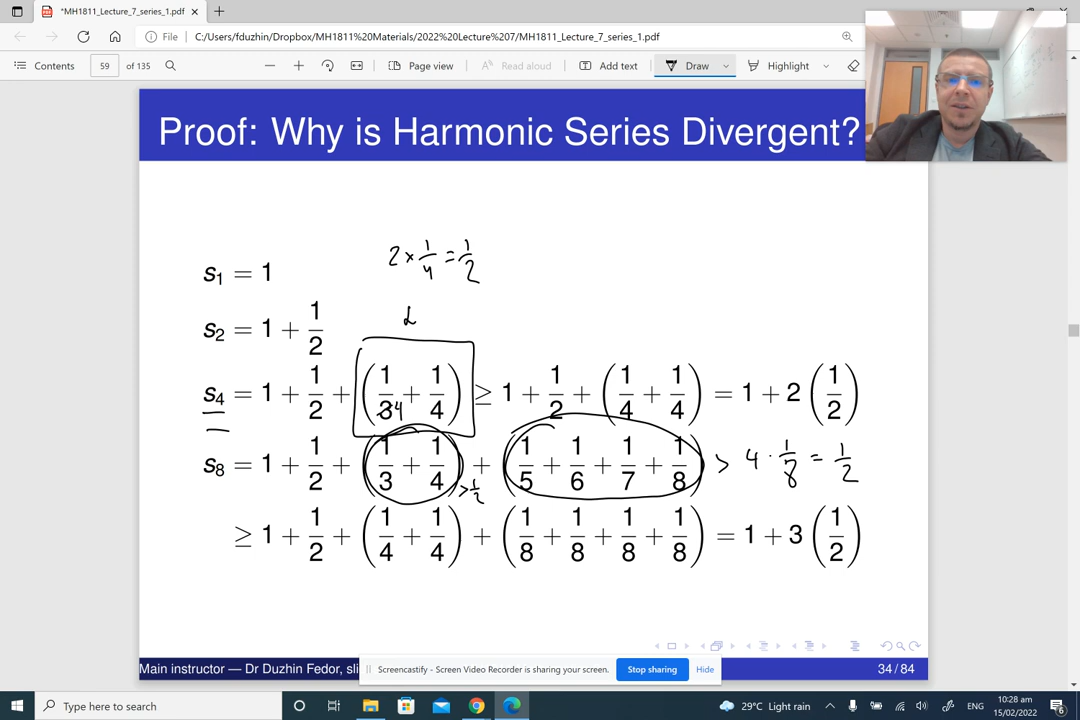 *MH1811_Lecture_7_series_1.pdf
File C:/Users/fduzhin/Dropbox/MH1811%20Materials/2022%20Lecture%207/MH1811_Lecture_7_series_1.pdf
Contents 59 of 135 Page view Read aloud Add text Draw Highlight
Proof: Why is Harmonic Series Divergent?
2 × 1/4 = 1/2
s₁ = 1
s₂ = 1 + 1/2
s₄ = 1 + 1/2 + (1/3 + 1/4) ≥ 1 + 1/2 + (1/4 + 1/4) = 1 + 2 (1/2)
4
s₈ = 1 + 1/2 + (1/3 + 1/4) + (1/5 + 1/6 + 1/7 + 1/8) > 4 · 1/8 = 1/2
> 1/2
≥ 1 + 1/2 + (1/4 + 1/4) + (1/8 + 1/8 + 1/8 + 1/8) = 1 + 3 (1/2)
Main instructor — Dr Duzhin Fedor, sli 34 / 84
Screencastify - Screen Video Recorder is sharing your screen. Stop sharing Hide
Type here to search 29°C Light rain ENG 10:28 am
15/02/2022 6